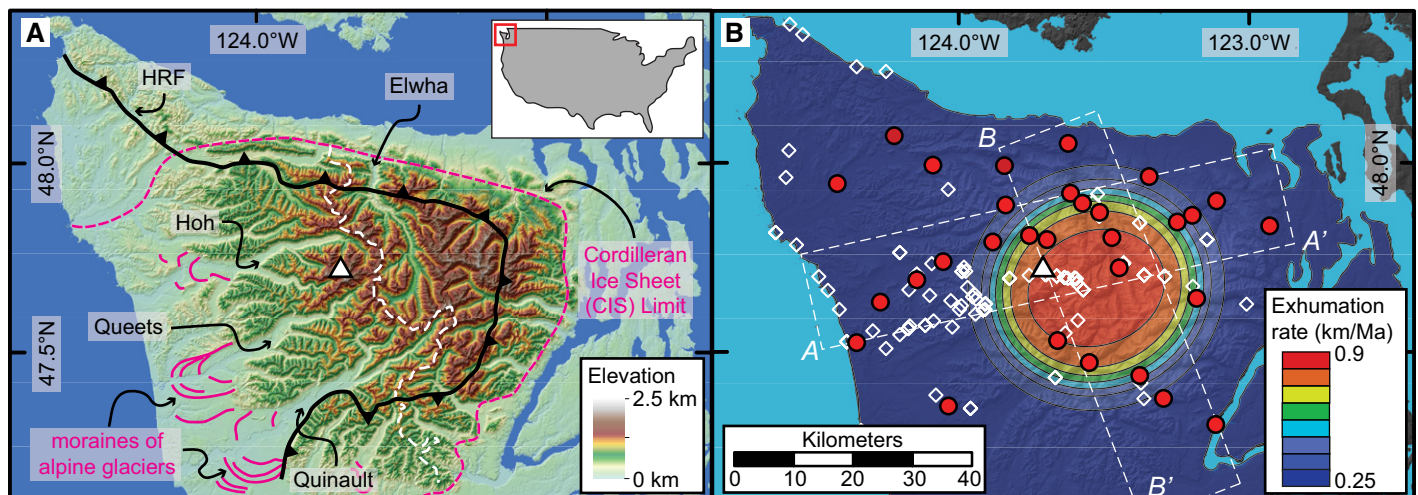 A
124.0°W
HRF
Elwha
48.0°N
Hoh
Cordilleran
Ice Sheet
(CIS) Limit
Queets
47.5°N
moraines of
alpine glaciers
Quinault
Elevation
2.5 km
0 km
B
124.0°W
123.0°W
B
48.0°N
A'
A
Exhumation
rate (km/Ma)
0.9
0.25
Kilometers
0 10 20 30 40
B'